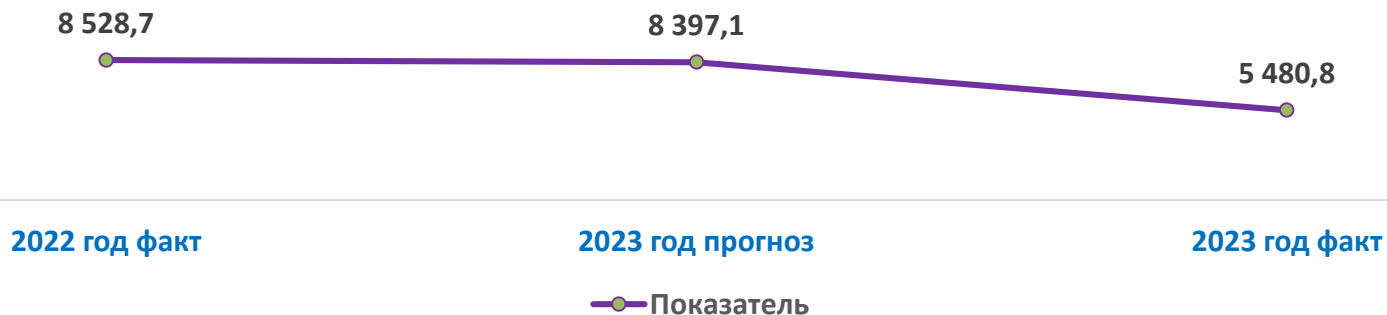 8 528,7
8 397,1
5 480,8
2022 год факт
2023 год прогноз
2023 год факт
Показатель